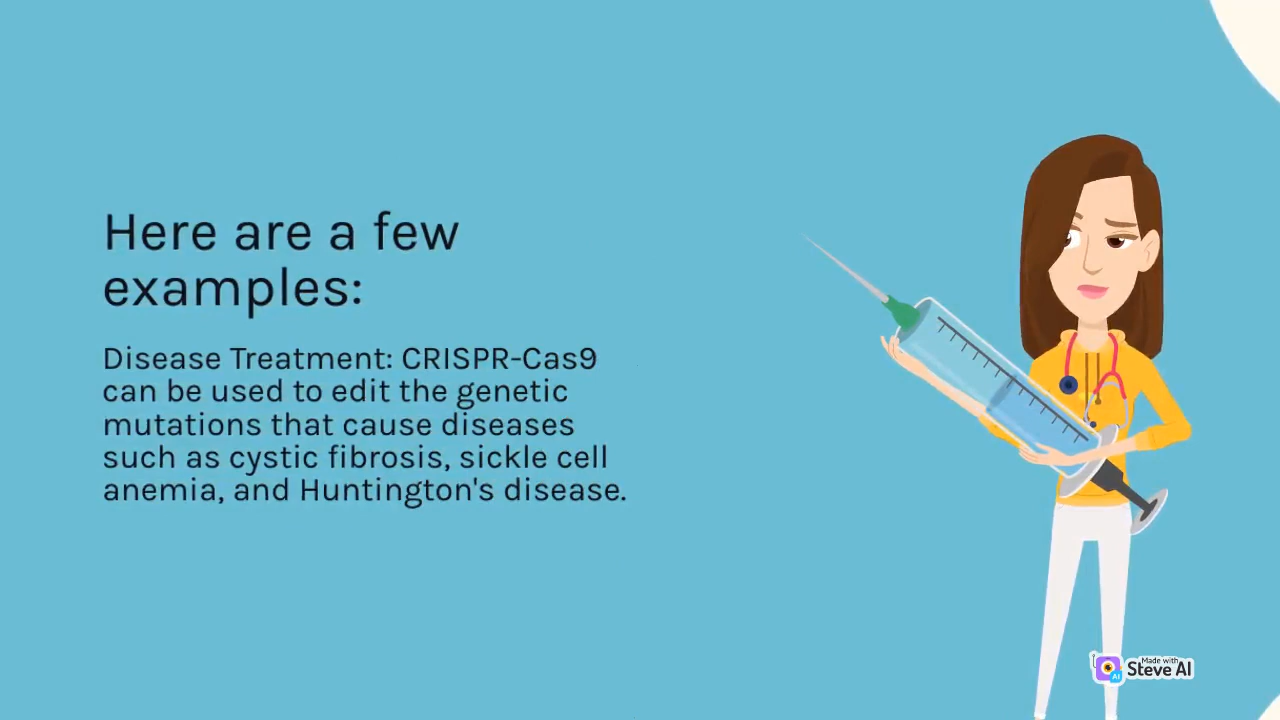 Here are a few
examples:
Disease Treatment: CRISPR-Cas9
can be used to edit the genetic
mutations that cause diseases
such as cystic fibrosis, sickle cell
anemia, and Huntington's disease.
Made with
Steve AI
AI